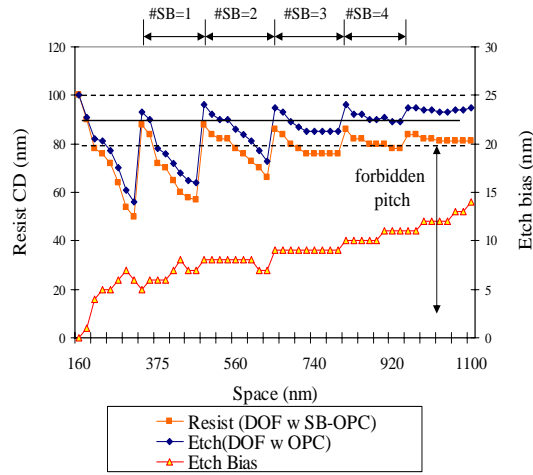 #SB=1 #SB=2 #SB=3 #SB=4
120 30
100 25
80 20
60 15
40 10
20 5
0 0
Resist CD (nm)
Etch bias (nm)
forbidden
pitch
160 375 560 740 920 1100
Space (nm)
Resist (DOF w SB-OPC)
Etch(DOF w OPC)
Etch Bias